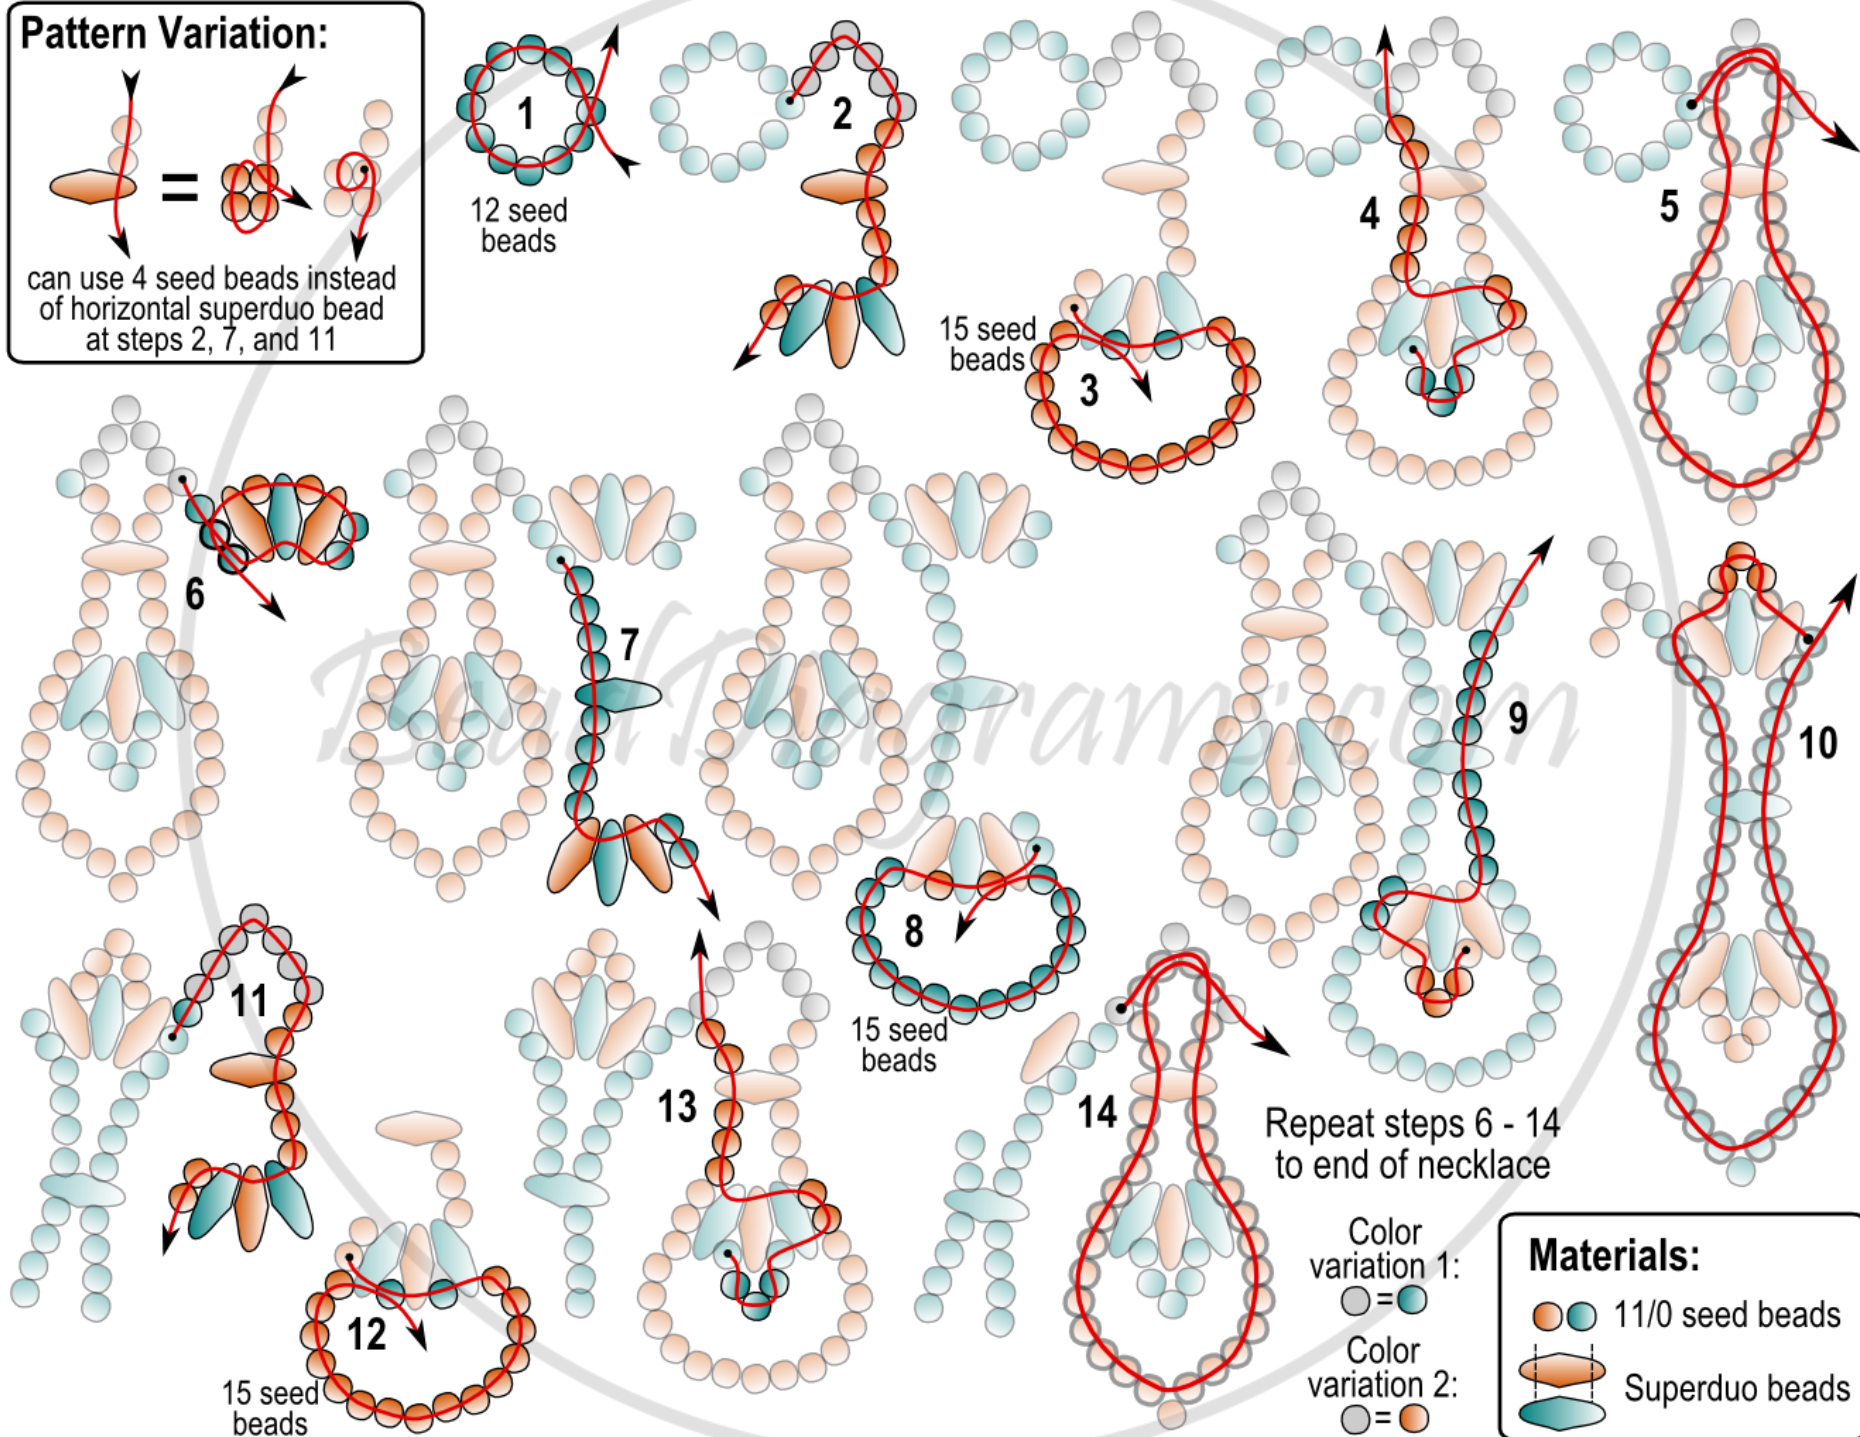 Pattern Variation:
=
can use 4 seed beads instead
of horizontal superduo bead
at steps 2, 7, and 11
1
12 seed
beads
2
15 seed
beads
3
4
5
6
7
8
15 seed
beads
9
10
11
12
15 seed
beads
13
14
Repeat steps 6 - 14
to end of necklace
Color
variation 1:
=
Color
variation 2:
=
Materials:
11/0 seed beads
Superduo beads
BeadDiagrams.com